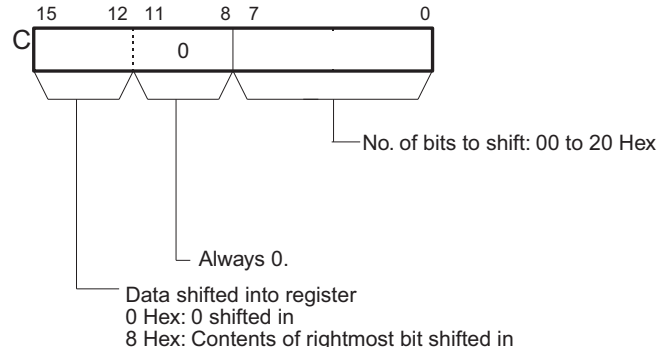 15 12 11 8 7 0
C
0
No. of bits to shift: 00 to 20 Hex
Always 0.
Data shifted into register
0 Hex: 0 shifted in
8 Hex: Contents of rightmost bit shifted in